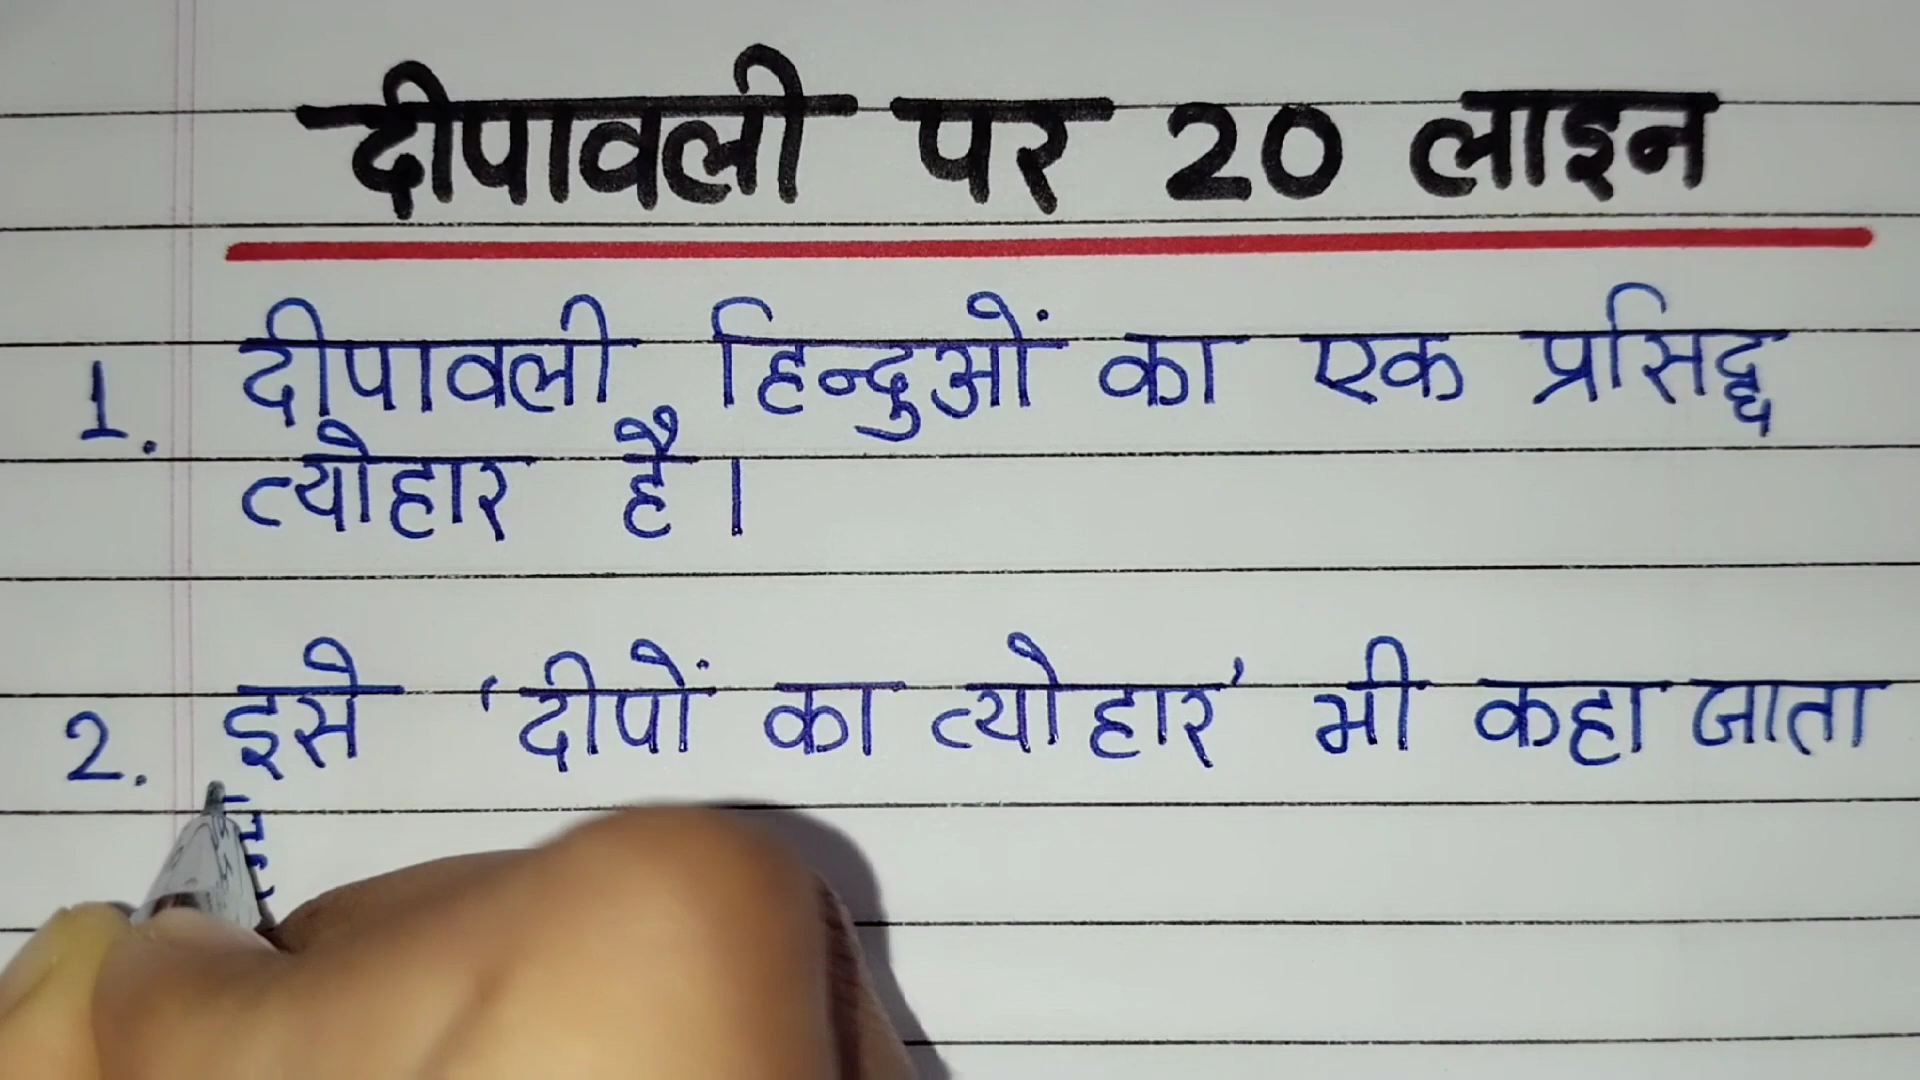 दीपावली पर 20 लाइन
1. दीपावली हिन्दुओं का एक प्रसिद्ध
त्योहार है।
2. इसे 'दीपों का त्योहार' भी कहा जाता